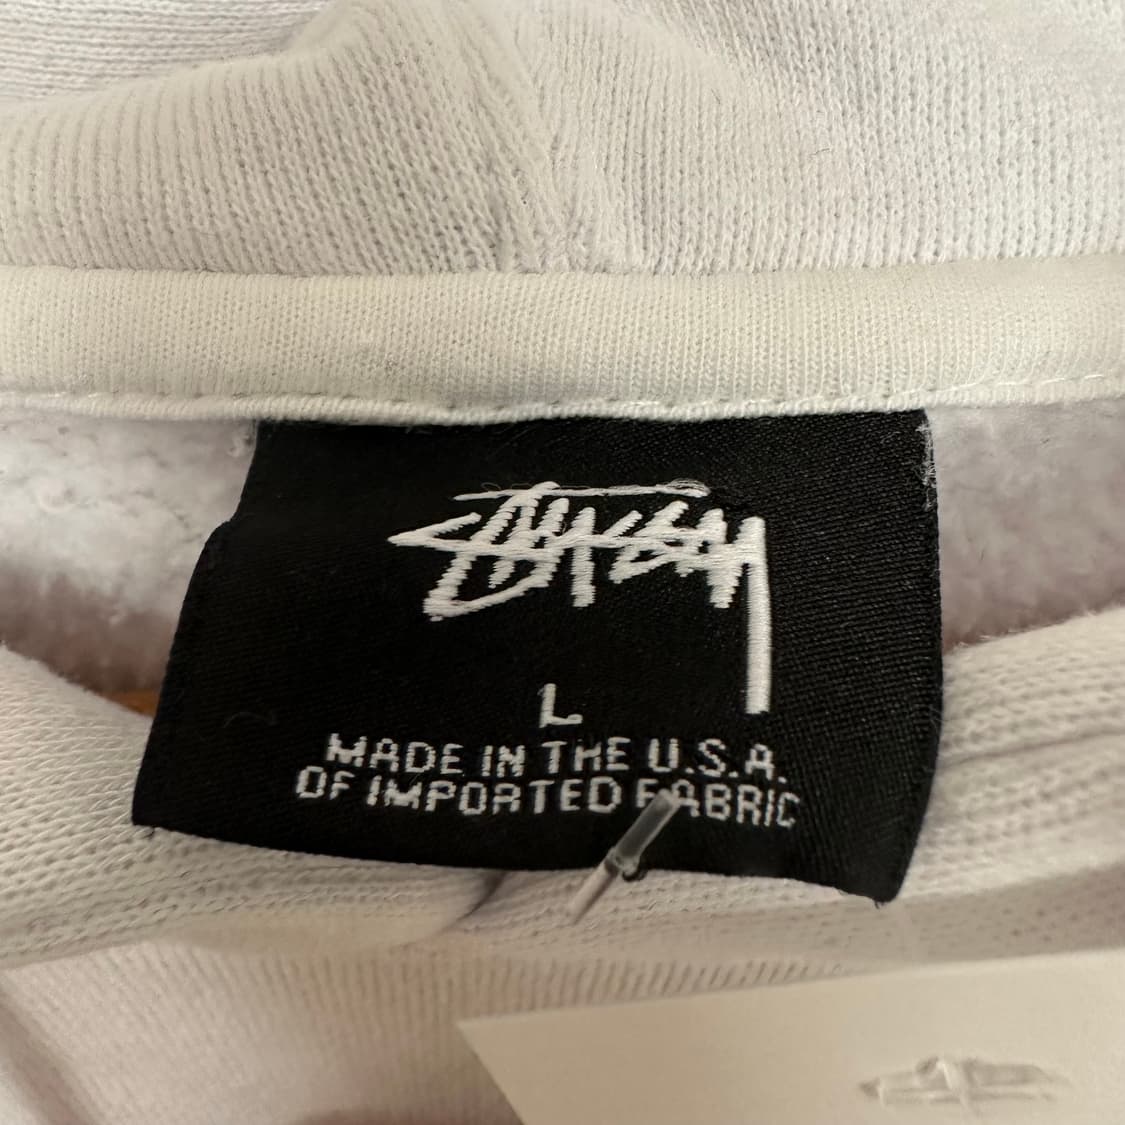 Stüssy
L
MADE IN THE U.S.A.
OF IMPORTED FABRIC